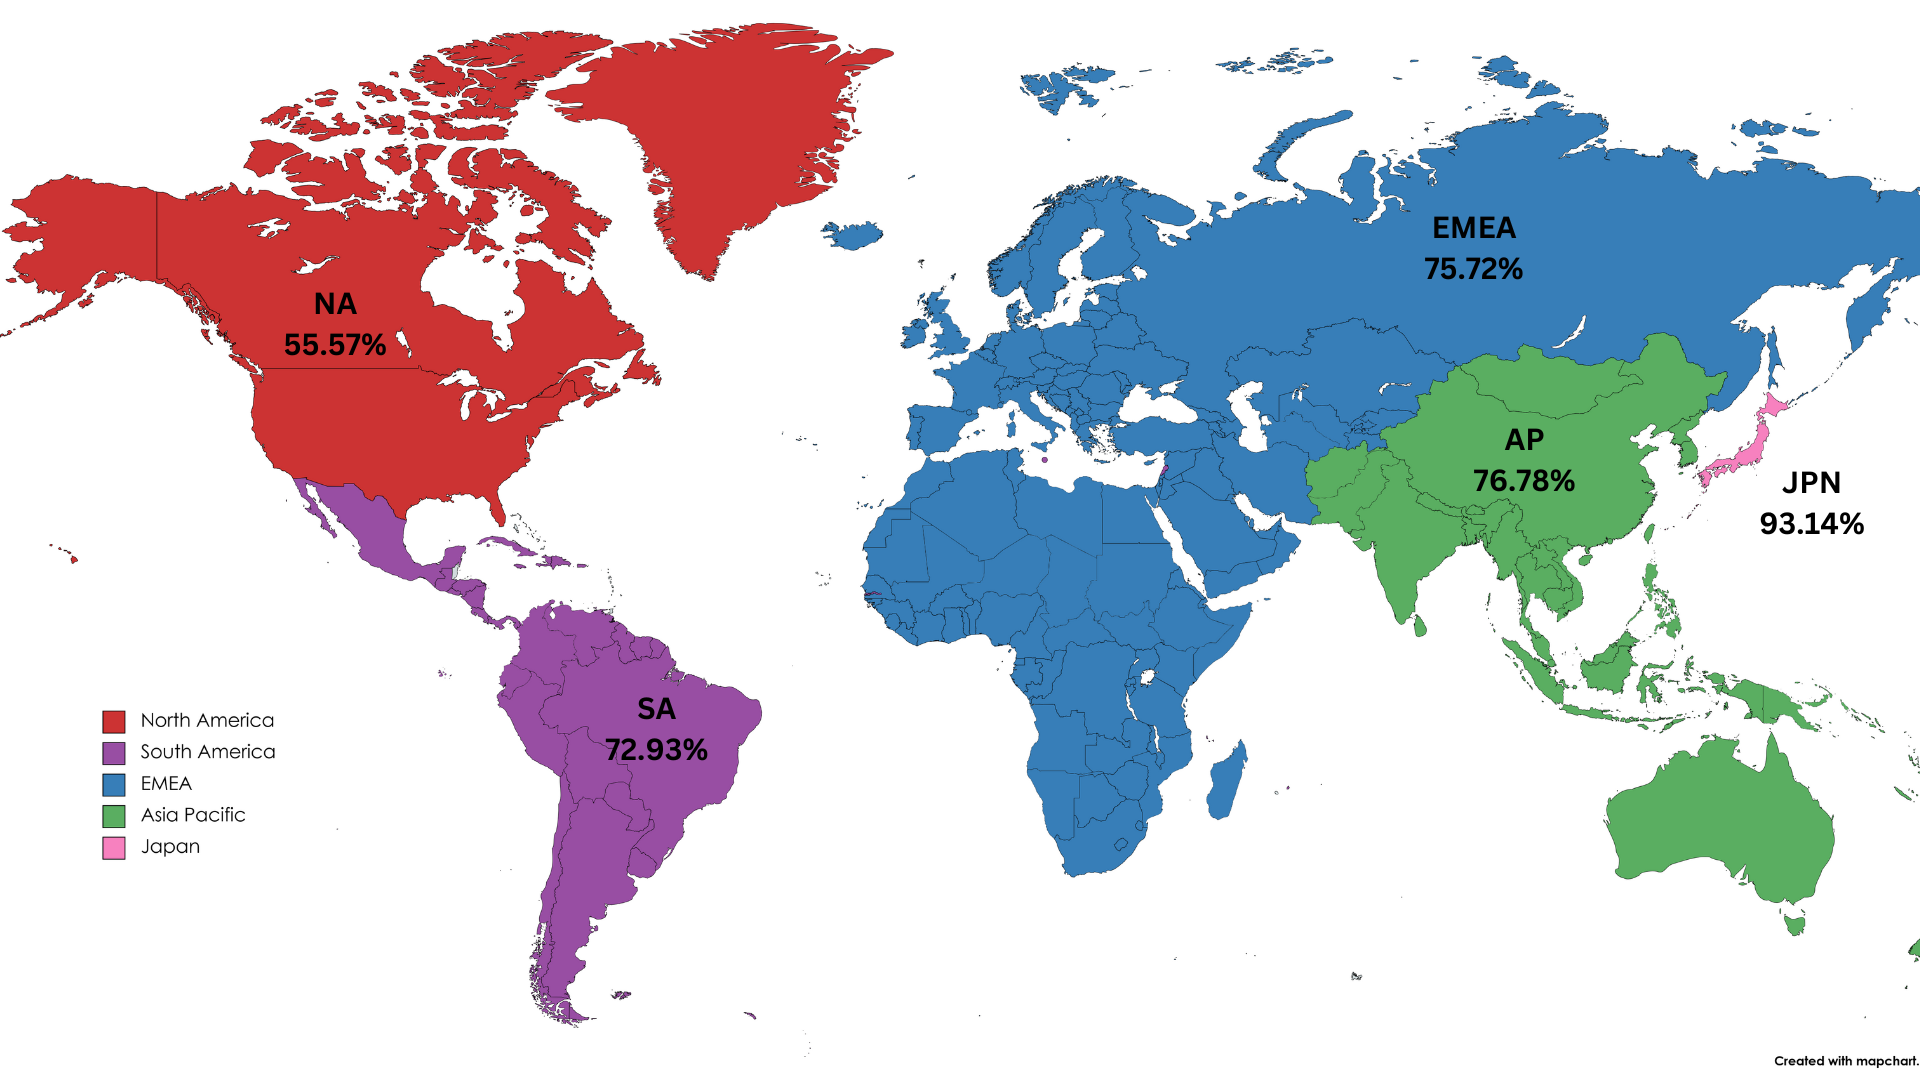 EMEA
75.72%
NA
55.57%
AP
76.78%
JPN
93.14%
SA
72.93%
North America
South America
EMEA
Asia Pacific
Japan
Created with mapchart.